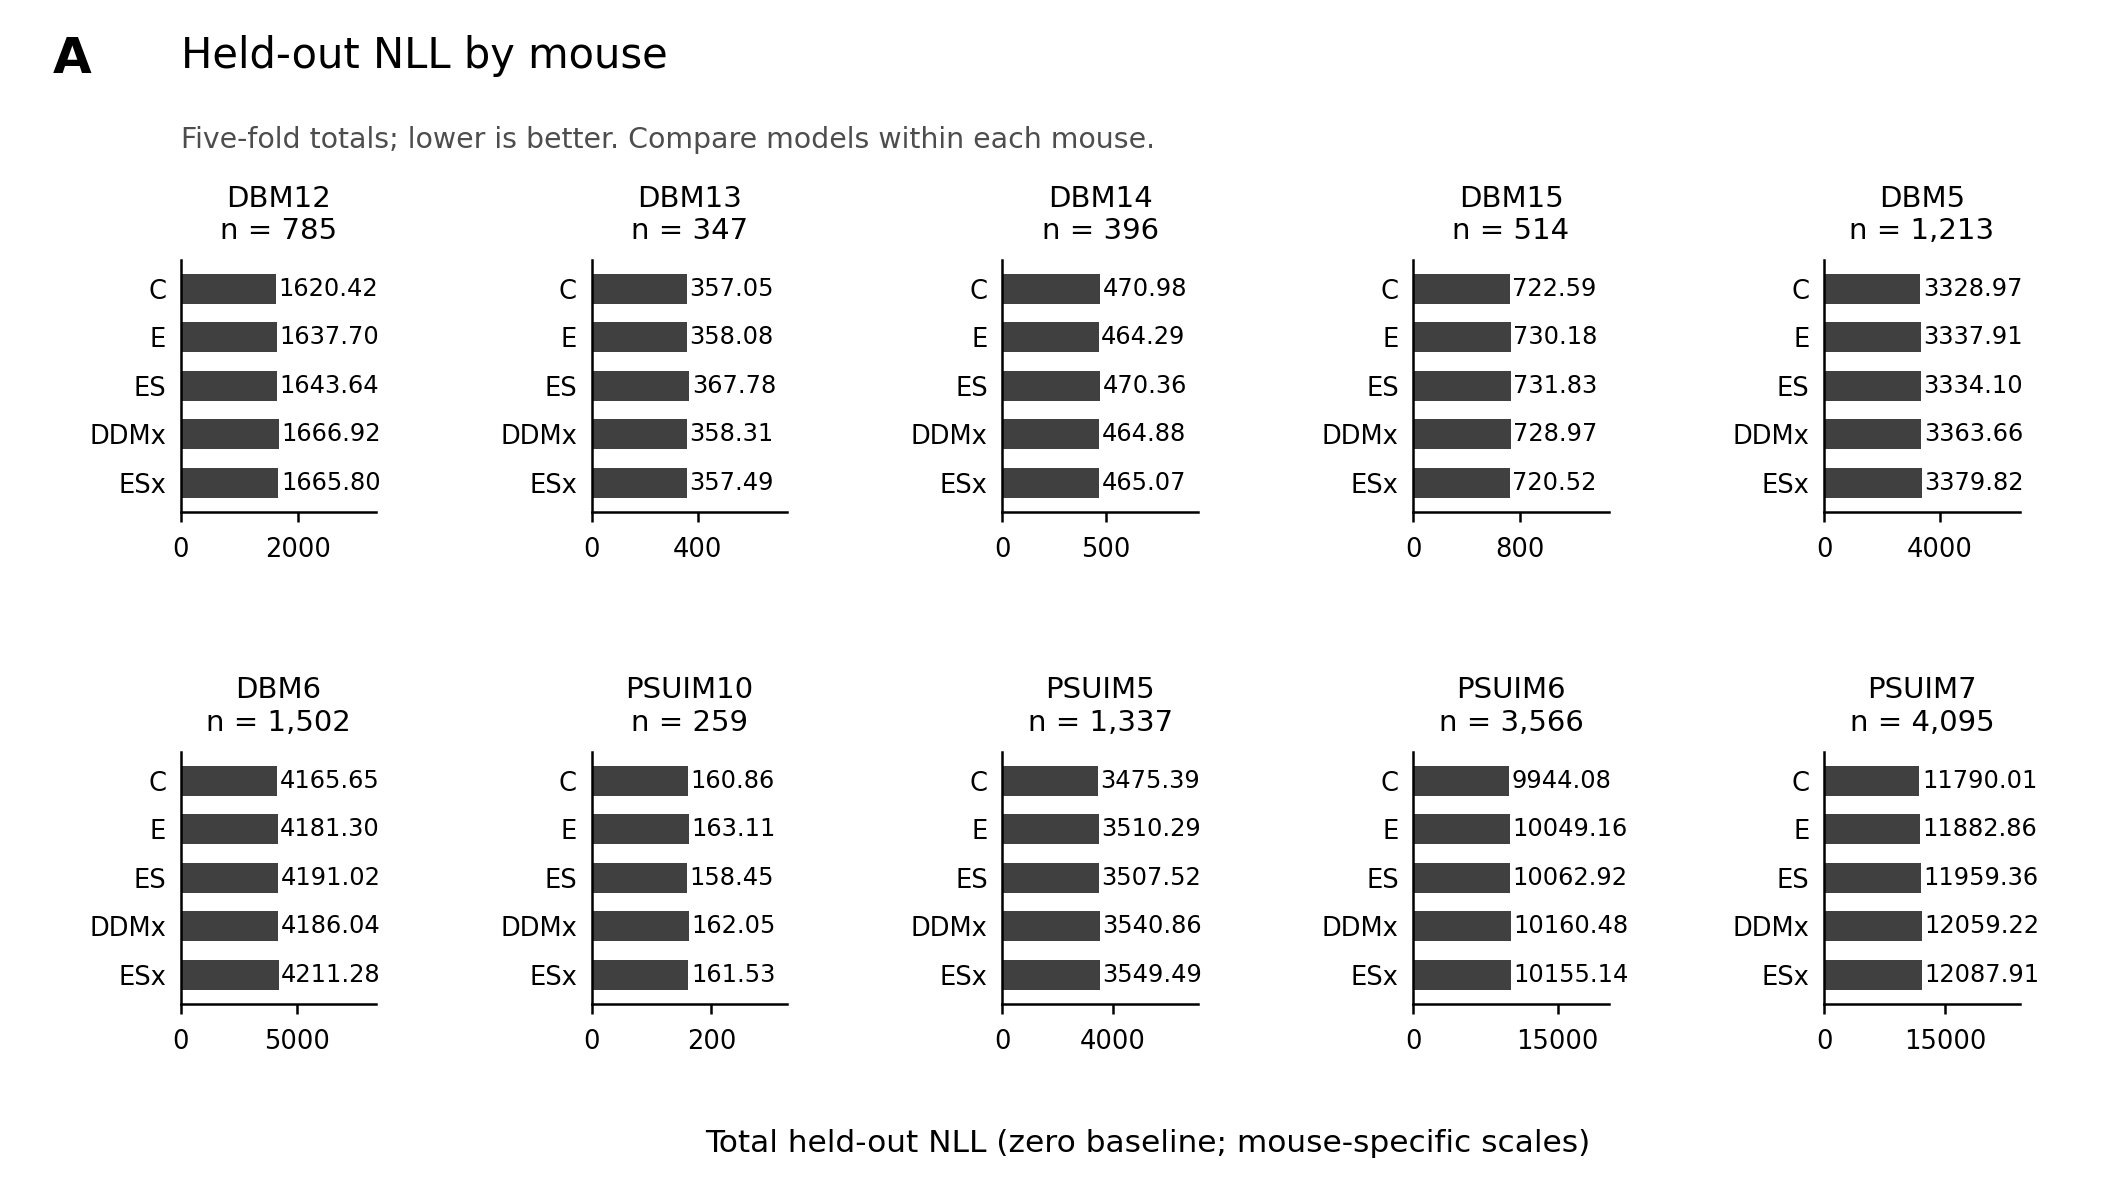 A Held-out NLL by mouse
Five-fold totals; lower is better. Compare models within each mouse.
DBM12
n = 785
C 1620.42
E 1637.70
ES 1643.64
DDMx 1666.92
ESx 1665.80
0 2000
DBM13
n = 347
C 357.05
E 358.08
ES 367.78
DDMx 358.31
ESx 357.49
0 400
DBM14
n = 396
C 470.98
E 464.29
ES 470.36
DDMx 464.88
ESx 465.07
0 500
DBM15
n = 514
C 722.59
E 730.18
ES 731.83
DDMx 728.97
ESx 720.52
0 800
DBM5
n = 1,213
C 3328.97
E 3337.91
ES 3334.10
DDMx 3363.66
ESx 3379.82
0 4000
DBM6
n = 1,502
C 4165.65
E 4181.30
ES 4191.02
DDMx 4186.04
ESx 4211.28
0 5000
PSUIM10
n = 259
C 160.86
E 163.11
ES 158.45
DDMx 162.05
ESx 161.53
0 200
PSUIM5
n = 1,337
C 3475.39
E 3510.29
ES 3507.52
DDMx 3540.86
ESx 3549.49
0 4000
PSUIM6
n = 3,566
C 9944.08
E 10049.16
ES 10062.92
DDMx 10160.48
ESx 10155.14
0 15000
PSUIM7
n = 4,095
C 11790.01
E 11882.86
ES 11959.36
DDMx 12059.22
ESx 12087.91
0 15000
Total held-out NLL (zero baseline; mouse-specific scales)